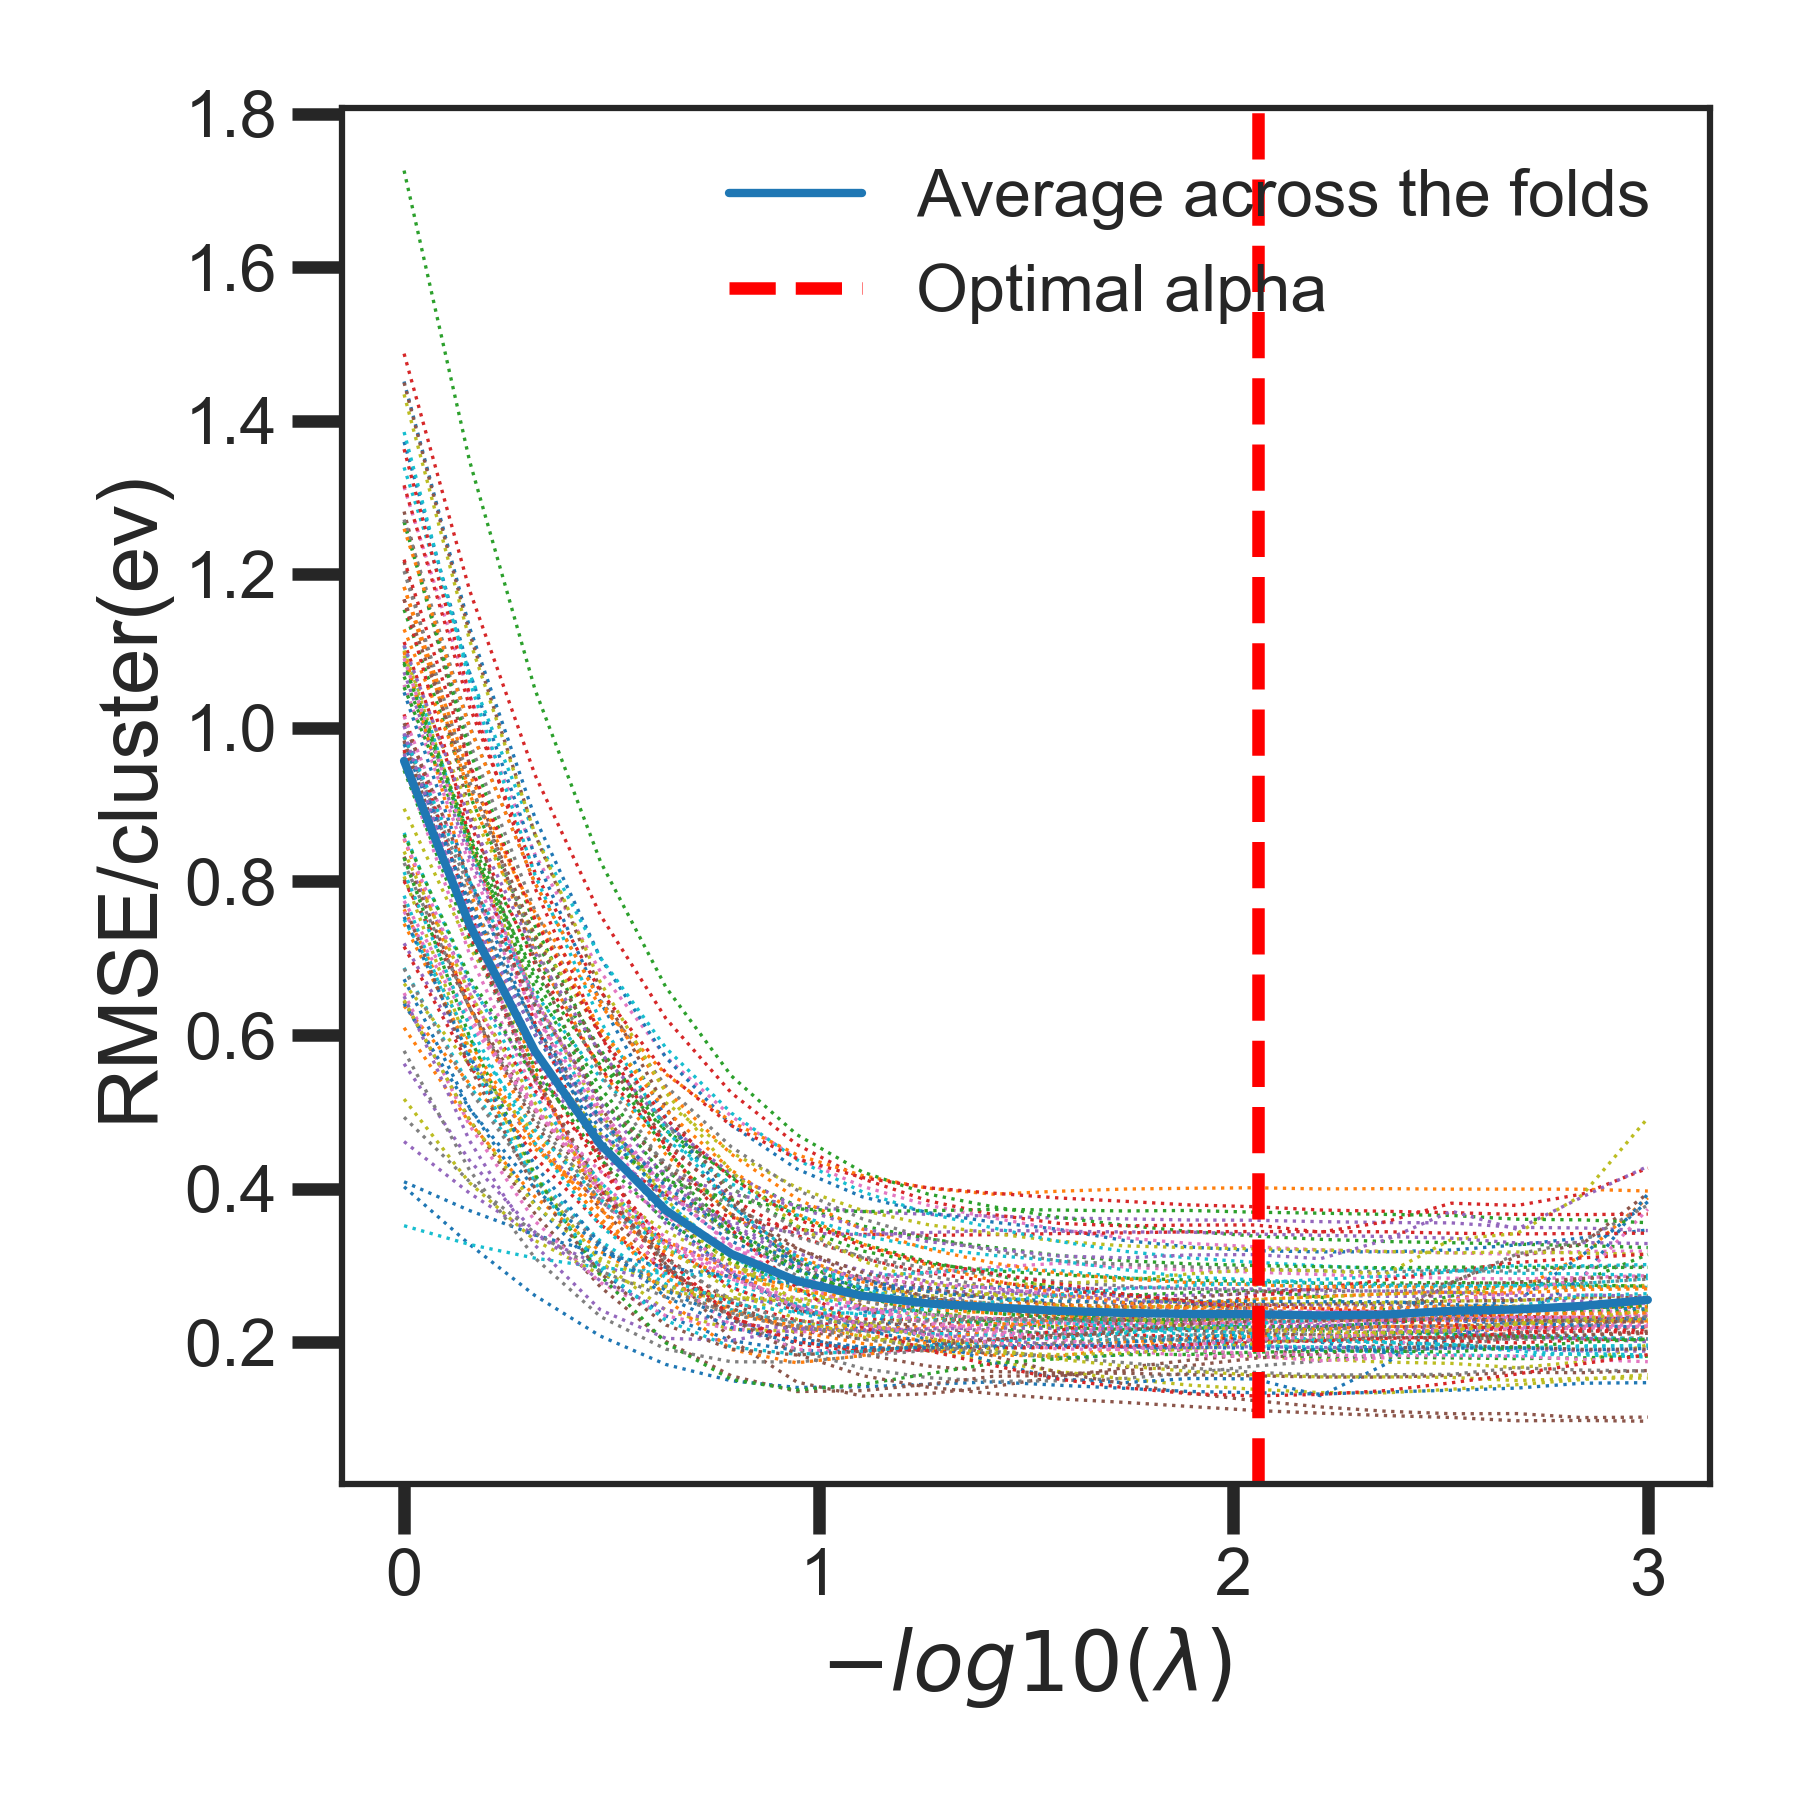 1.8
1.6
1.4
1.2
1.0
0.8
0.6
0.4
0.2
RMSE/cluster(ev)
Average across the folds
Optimal alpha
0 1 2 3
−log10(λ)